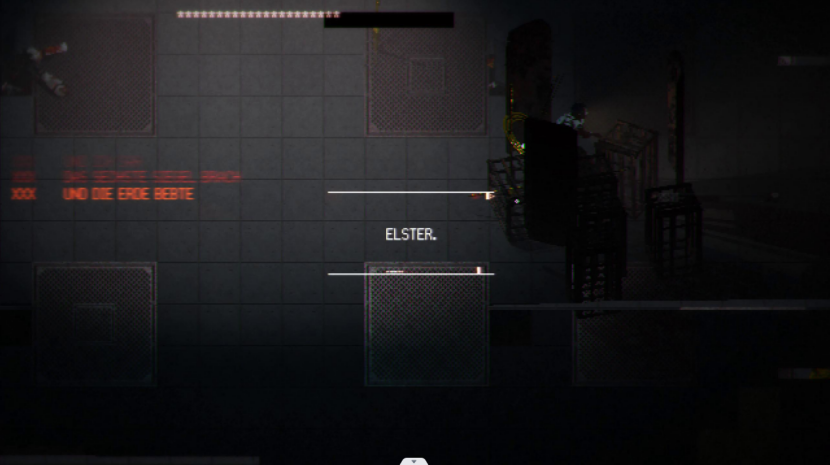 XXX DAS SECHSTE SIEGEL BRACH
XXX UND DIE ERDE BEBTE
ELSTER.